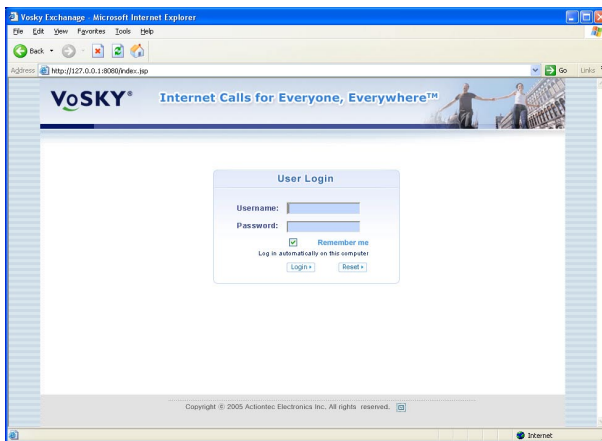 Vosky Exchanage - Microsoft Internet Explorer
File Edit View Favorites Tools Help
Back
Address http://127.0.0.1:8080/index.jsp Go Links
VoSKY® Internet Calls for Everyone, Everywhere™
User Login
Username:
Password:
Remember me
Log in automatically on this computer
Login Reset
Copyright © 2005 Actiontec Electronics Inc. All rights reserved.
Internet